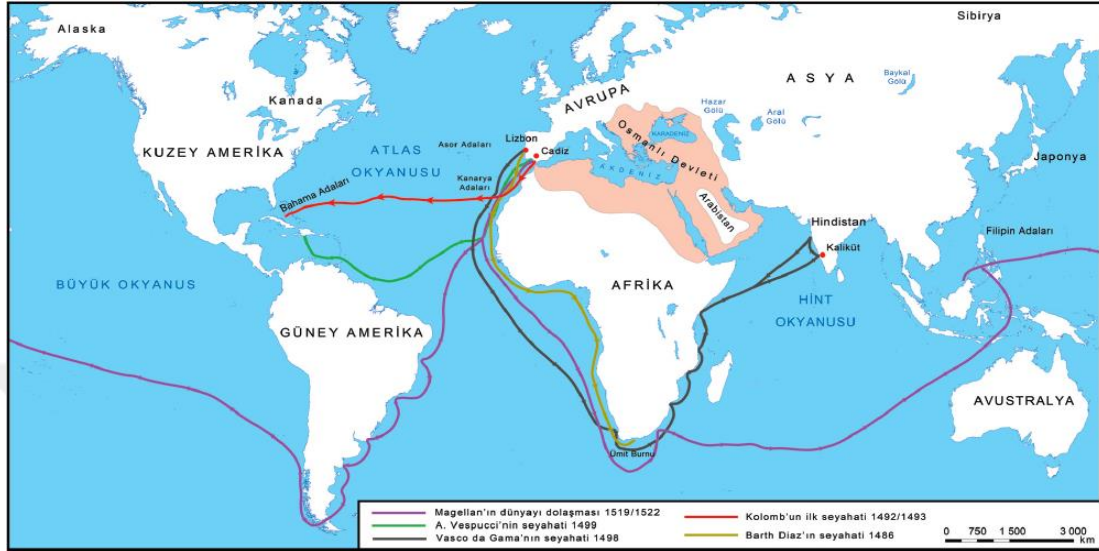 Alaska
Sibirya
Kanada
KUZEY AMERİKA
ATLAS
OKYANUSU
Asor Adaları
Kanarya
Adaları
Bahama Adaları
AVRUPA
Lizbon
Cadiz
ASYA
Baykal
Gölü
Hazar
Gölü
Aral
Gölü
KARADENİZ
Osmanlı Devleti
AKDENİZ
Arabistan
Japonya
Hindistan
Kaliküt
Filipin Adaları
BÜYÜK OKYANUS
AFRİKA
HİNT
OKYANUSU
GÜNEY AMERİKA
AVUSTRALYA
Ümit Burnu
Magellan'ın dünyayı dolaşması 1519/1522
A. Vespucci'nin seyahati 1499
Vasco da Gama'nın seyahati 1498
Kolomb'un ilk seyahati 1492/1493
Barth Diaz'ın seyahati 1486
0 750 1 500 3 000
km